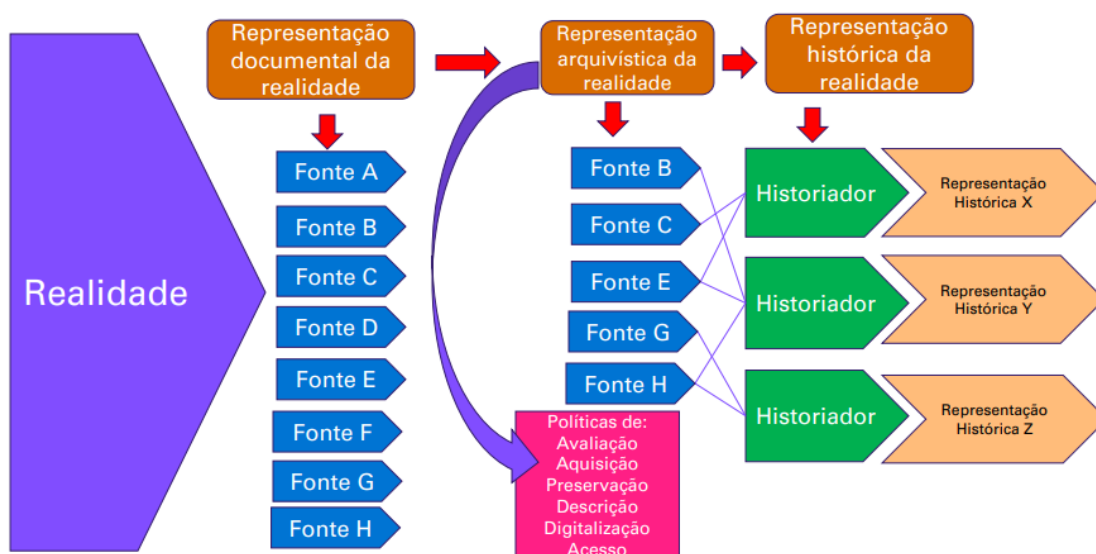 Realidade
Representação
documental da
realidade
Fonte A
Fonte B
Fonte C
Fonte D
Fonte E
Fonte F
Fonte G
Fonte H
Representação
arquivística da
realidade
Fonte B
Fonte C
Fonte E
Fonte G
Fonte H
Políticas de:
Avaliação
Aquisição
Preservação
Descrição
Digitalização
Acesso
Representação
histórica da
realidade
Historiador
Representação
Histórica X
Historiador
Representação
Histórica Y
Historiador
Representação
Histórica Z